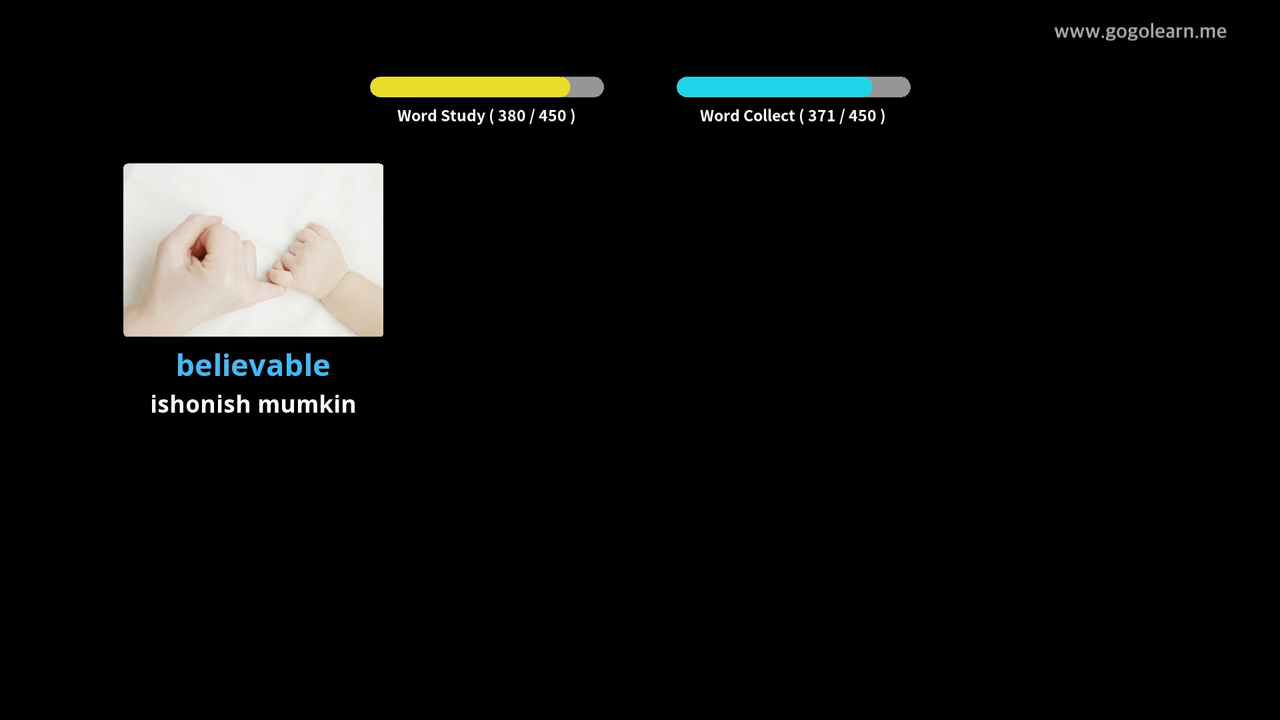 www.gogolearn.me
Word Study ( 380 / 450 )
Word Collect ( 371 / 450 )
believable
ishonish mumkin